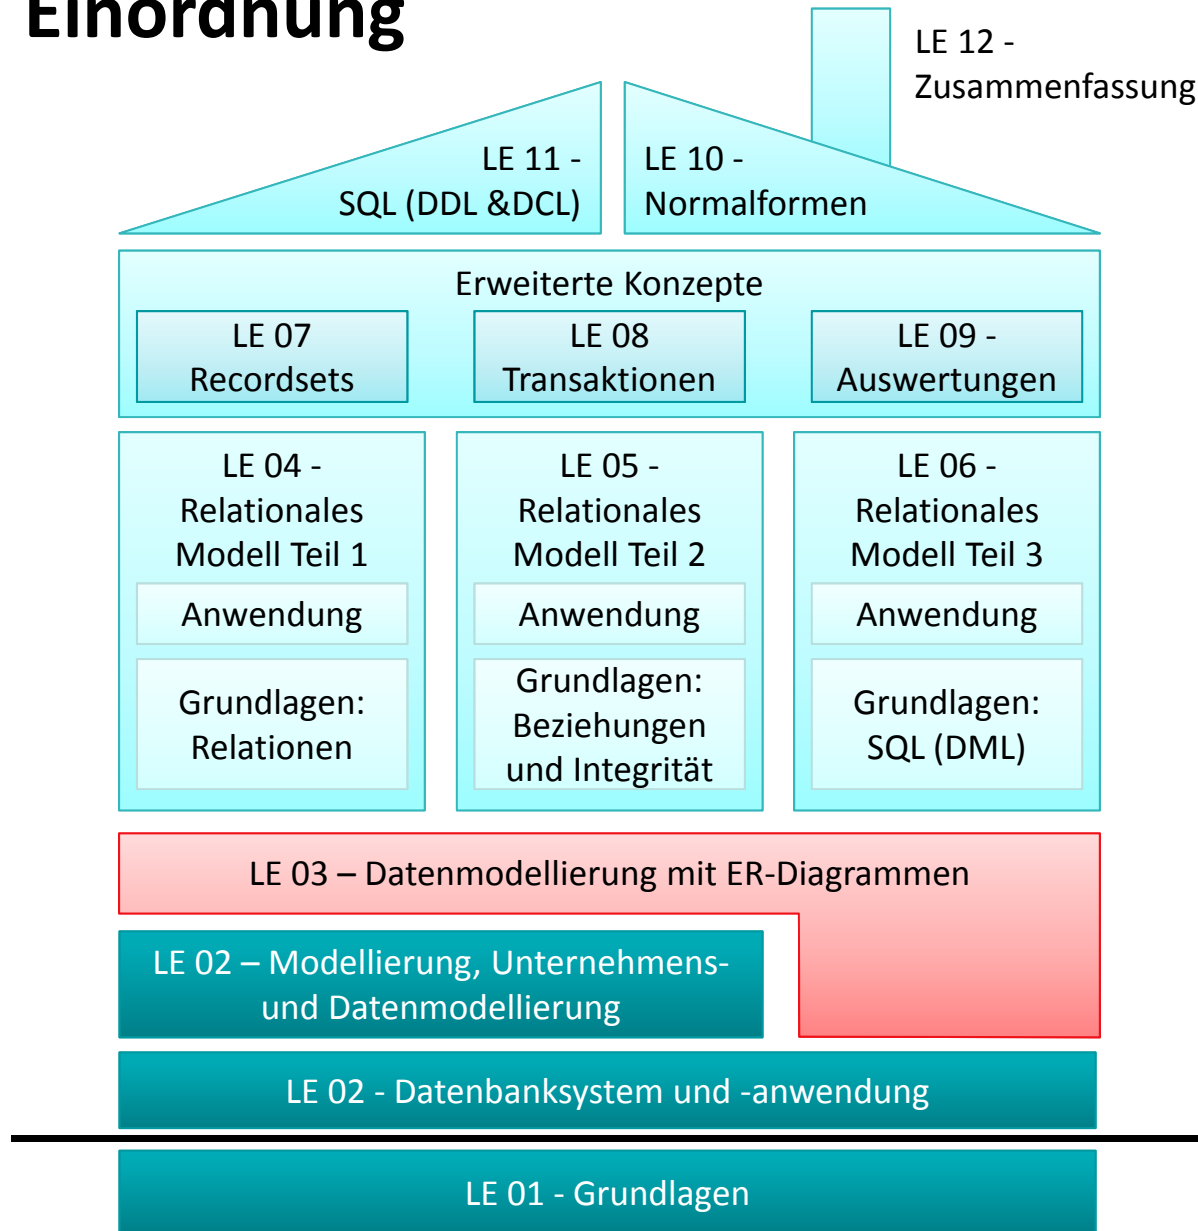 Einordnung
LE 12 -
Zusammenfassung
LE 11 -
SQL (DDL &DCL)
LE 10 -
Normalformen
Erweiterte Konzepte
LE 07
Recordsets
LE 08
Transaktionen
LE 09 -
Auswertungen
LE 04 -
Relationales
Modell Teil 1
Anwendung
Grundlagen:
Relationen
LE 05 -
Relationales
Modell Teil 2
Anwendung
Grundlagen:
Beziehungen
und Integrität
LE 06 -
Relationales
Modell Teil 3
Anwendung
Grundlagen:
SQL (DML)
LE 03 – Datenmodellierung mit ER-Diagrammen
LE 02 – Modellierung, Unternehmens-
und Datenmodellierung
LE 02 - Datenbanksystem und -anwendung
LE 01 - Grundlagen